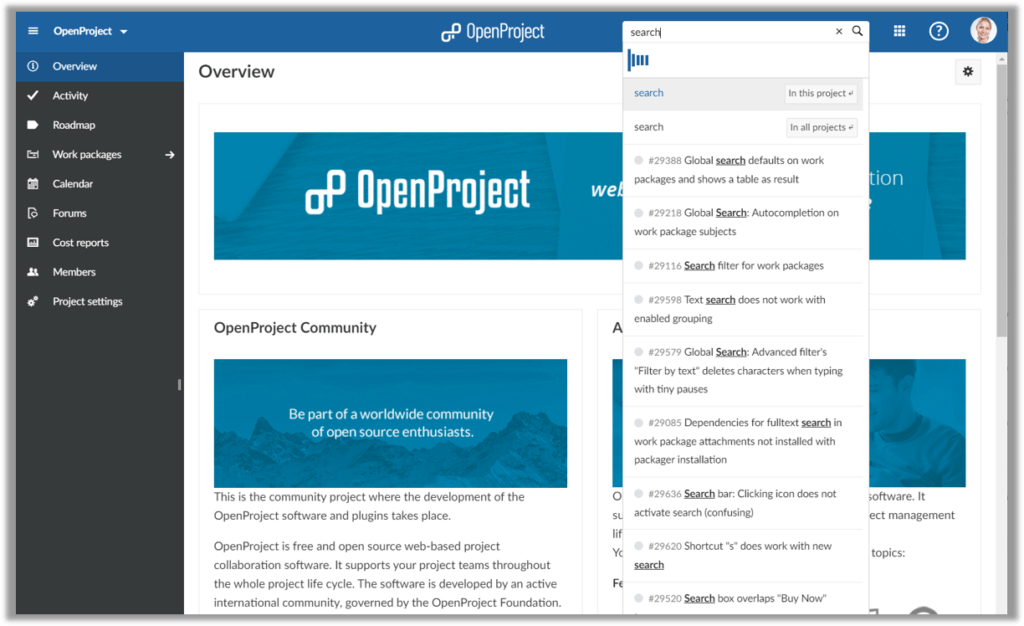 OpenProject
OpenProject
search
Overview
Activity
Roadmap
Work packages
Calendar
Forums
Cost reports
Members
Project settings
Overview
OpenProject
web
tion
search In this project
search In all projects
#29388 Global search defaults on work
packages and shows a table as result
#29218 Global Search: Autocompletion on
work package subjects
#29116 Search filter for work packages
#29598 Text search does not work with
enabled grouping
#29579 Global Search: Advanced filter's
"Filter by text" deletes characters when typing
with tiny pauses
#29085 Dependencies for fulltext search in
work package attachments not installed with
packager installation
#29636 Search bar: Clicking icon does not
activate search (confusing)
#29620 Shortcut "s" does work with new
search
#29520 Search box overlaps "Buy Now"
OpenProject Community
Be part of a worldwide community
of open source enthusiasts.
This is the community project where the development of the
OpenProject software and plugins takes place.
OpenProject is free and open source web-based project
collaboration software. It supports your project teams throughout
the whole project life cycle. The software is developed by an active
international community, governed by the OpenProject Foundation.
A
O
software. It
su
ect management
lif
Yo
topics:
Fe